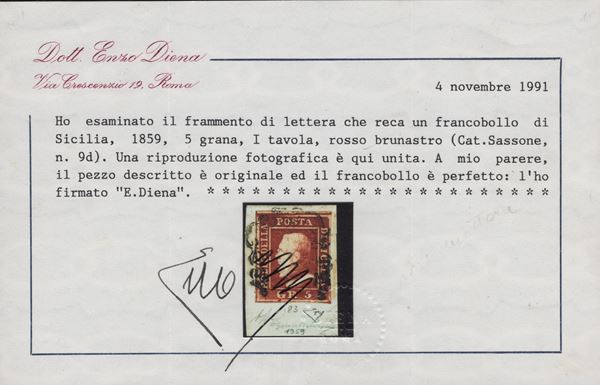 Dott. Enzo Diena
Via Crescenzio 19, Roma
4 novembre 1991
Ho esaminato il frammento di lettera che reca un francobollo di
Sicilia, 1859, 5 grana, I tavola, rosso brunastro (Cat.Sassone,
n. 9d). Una riproduzione fotografica è qui unita. A mio parere,
il pezzo descritto è originale ed il francobollo è perfetto: l'ho
firmato "E.Diena". * * * * * * * * * * * * * * * * * * * * * * * *
POSTA
GR. 5
83
1959